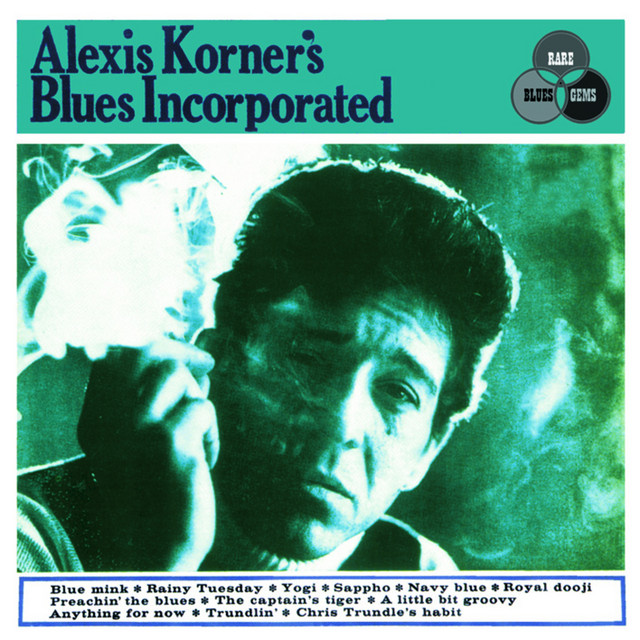 Alexis Korner's
Blues Incorporated
RARE
BLUES GEMS
Blue mink * Rainy Tuesday * Yogi * Sappho * Navy blue * Royal dooji
Preachin' the blues * The captain's tiger * A little bit groovy
Anything for now * Trundlin' * Chris Trundle's habit